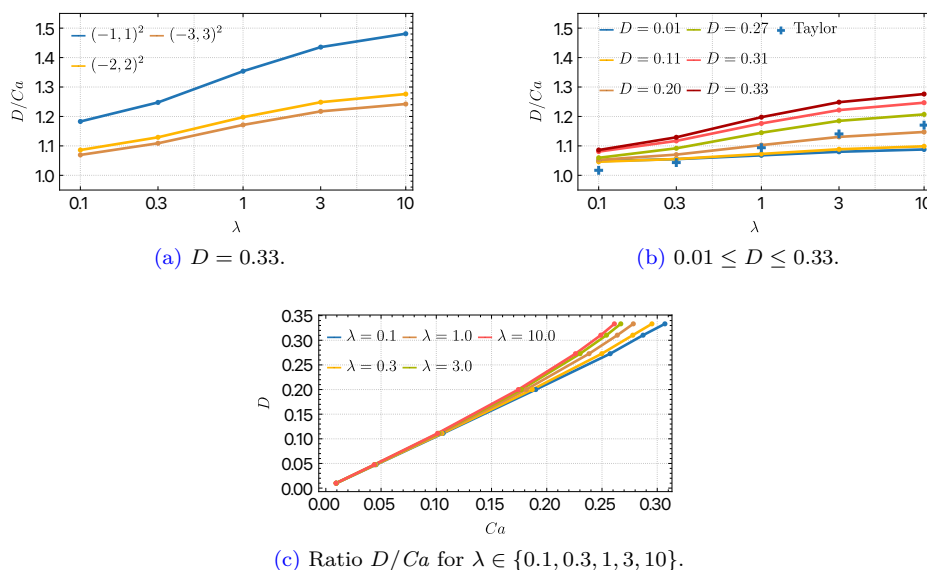 1.5
1.4
1.3
1.2
1.1
1.0
D/Ca
(−1, 1)² (−3, 3)²
(−2, 2)²
0.1 0.3 1 3 10
λ
(a) D = 0.33.
1.5
1.4
1.3
1.2
1.1
1.0
D/Ca
D = 0.01 D = 0.27 Taylor
D = 0.11 D = 0.31
D = 0.20 D = 0.33
0.1 0.3 1 3 10
λ
(b) 0.01 ≤ D ≤ 0.33.
0.35
0.30
0.25
0.20
0.15
0.10
0.05
0.00
D
λ = 0.1 λ = 1.0 λ = 10.0
λ = 0.3 λ = 3.0
0.00 0.05 0.10 0.15 0.20 0.25 0.30
Ca
(c) Ratio D/Ca for λ ∈ {0.1, 0.3, 1, 3, 10}.